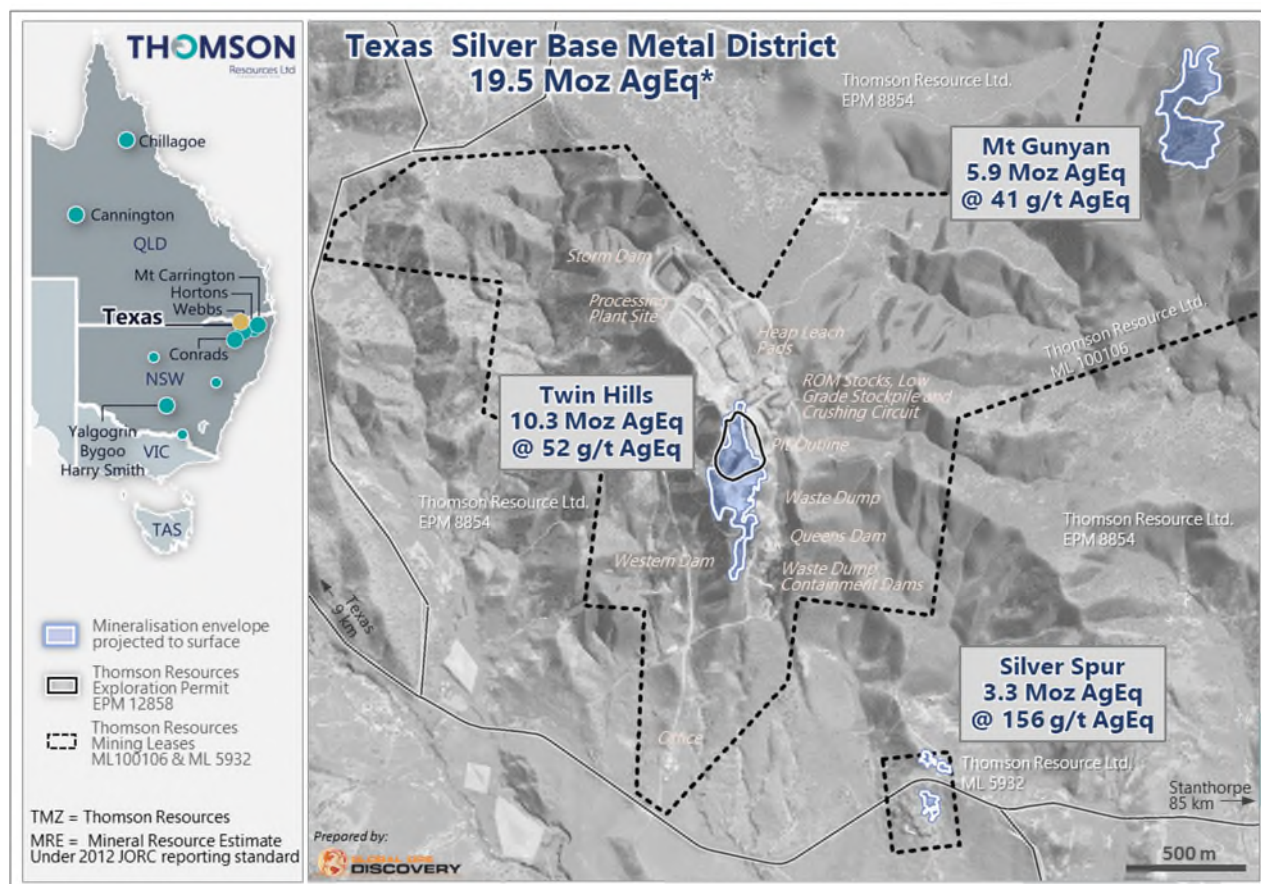 THOMSON
Resources Ltd
Chillagoe
Cannington
QLD
Mt Carrington
Hortons
Webbs
Texas
Conrads
NSW
Yalgogrin
Bygoo
Harry Smith
VIC
TAS
Mineralisation envelope
projected to surface
Thomson Resources
Exploration Permit
EPM 12858
Thomson Resources
Mining Leases
ML100106 & ML 5932
TMZ = Thomson Resources
MRE = Mineral Resource Estimate
Under 2012 JORC reporting standard
Texas Silver Base Metal District
19.5 Moz AgEq*
Thomson Resource Ltd.
EPM 8854
Mt Gunyan
5.9 Moz AgEq
@ 41 g/t AgEq
Storm Dam
Processing
Plant Site
Heap Leach
Pads
Thomson Resource Ltd.
ML 100106
ROM Stocks, Low
Grade Stockpile and
Crushing Circuit
Twin Hills
10.3 Moz AgEq
@ 52 g/t AgEq
Pit Outline
Thomson Resource Ltd.
EPM 8854
Waste Dump
Queens Dam
Thomson Resource Ltd.
EPM 8854
Western Dam
Waste Dump
Containment Dams
Texas
9 km
Silver Spur
3.3 Moz AgEq
@ 156 g/t AgEq
Office
Thomson Resource Ltd.
ML 5932
Stanthorpe
85 km
Prepared by:
GLOBAL ORE
DISCOVERY
500 m